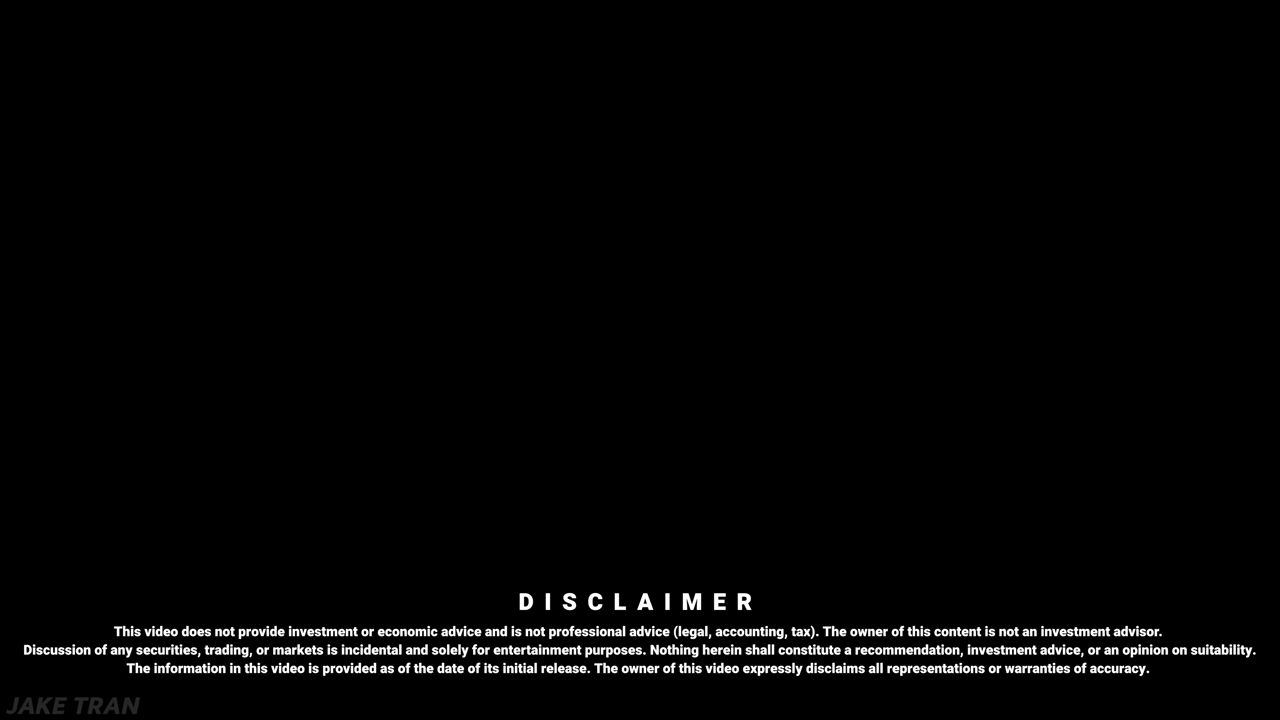 DISCLAIMER
This video does not provide investment or economic advice and is not professional advice (legal, accounting, tax). The owner of this content is not an investment advisor.
Discussion of any securities, trading, or markets is incidental and solely for entertainment purposes. Nothing herein shall constitute a recommendation, investment advice, or an opinion on suitability.
The information in this video is provided as of the date of its initial release. The owner of this video expressly disclaims all representations or warranties of accuracy.
JAKE TRAN